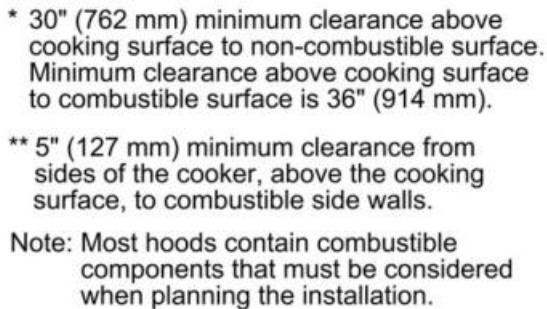 * 30" (762 mm) minimum clearance above
cooking surface to non-combustible surface.
Minimum clearance above cooking surface
to combustible surface is 36" (914 mm).
** 5" (127 mm) minimum clearance from
sides of the cooker, above the cooking
surface, to combustible side walls.
Note: Most hoods contain combustible
components that must be considered
when planning the installation.